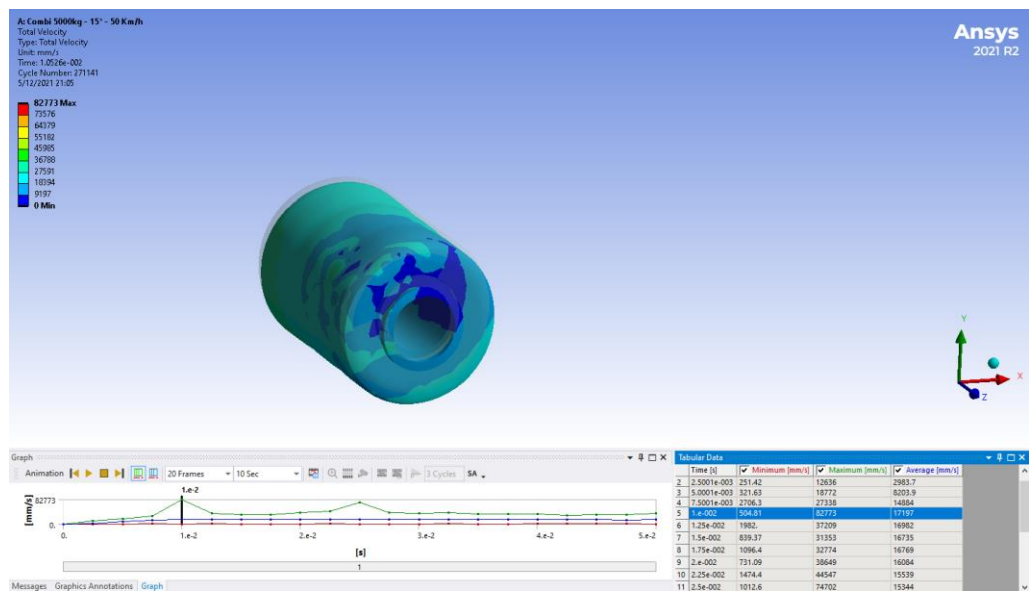 A: Combi 5000kg - 15° - 50 Km/h
Total Velocity
Type: Total Velocity
Unit: mm/s
Time: 1.0526e-002
Cycle Number: 271141
5/12/2021 21:05
82773 Max
73576
64379
55182
45985
36788
27591
18394
9197
0 Min
Ansys
2021 R2
Y
X
Z
Graph
Animation 20 Frames 10 Sec 3 Cycles SA
1.e-2
82773
[mm/s]
0.
0. 1.e-2 2.e-2 3.e-2 4.e-2 5.e-2
[s]
1
Messages Graphics Annotations Graph
Tabular Data
Time [s] Minimum [mm/s] Maximum [mm/s] Average [mm/s]
2 2.5001e-003 251.42 12636 2983.7
3 5.0001e-003 321.63 18772 8203.9
4 7.5001e-003 2706.3 27338 14884
5 1.e-002 504.81 82773 17197
6 1.25e-002 1982. 37209 16982
7 1.5e-002 839.37 31353 16735
8 1.75e-002 1096.4 32774 16769
9 2.e-002 731.09 38649 16084
10 2.25e-002 1474.4 44547 15539
11 2.5e-002 1012.6 74702 15344